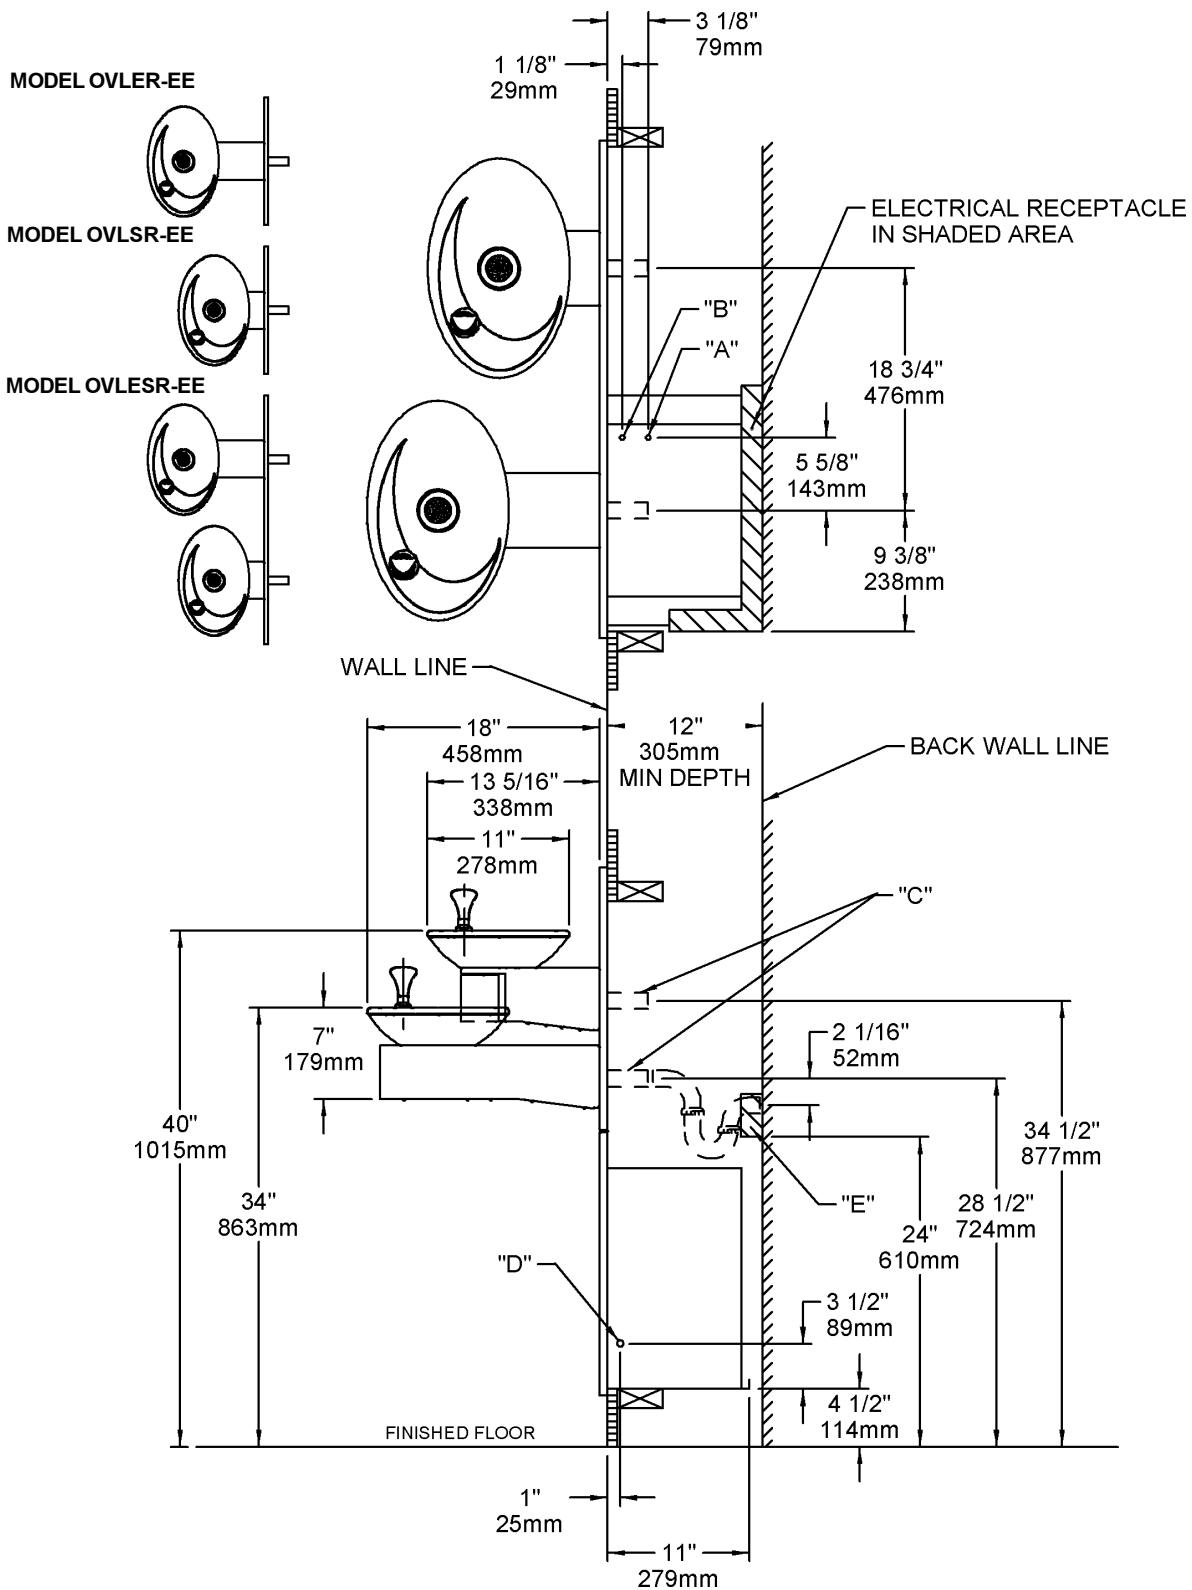 3 1/8"
79mm
1 1/8"
29mm
MODEL OVLER-EE
ELECTRICAL RECEPTACLE
IN SHADED AREA
MODEL OVLSR-EE
"B"
"A"
18 3/4"
476mm
MODEL OVLESR-EE
5 5/8"
143mm
9 3/8"
238mm
WALL LINE
18"
458mm
12"
305mm
MIN DEPTH
BACK WALL LINE
13 5/16"
338mm
11"
278mm
"C"
7"
179mm
2 1/16"
52mm
40"
1015mm
34 1/2"
877mm
34"
863mm
"E"
28 1/2"
724mm
24"
610mm
"D"
3 1/2"
89mm
4 1/2"
114mm
FINISHED FLOOR
1"
25mm
11"
279mm